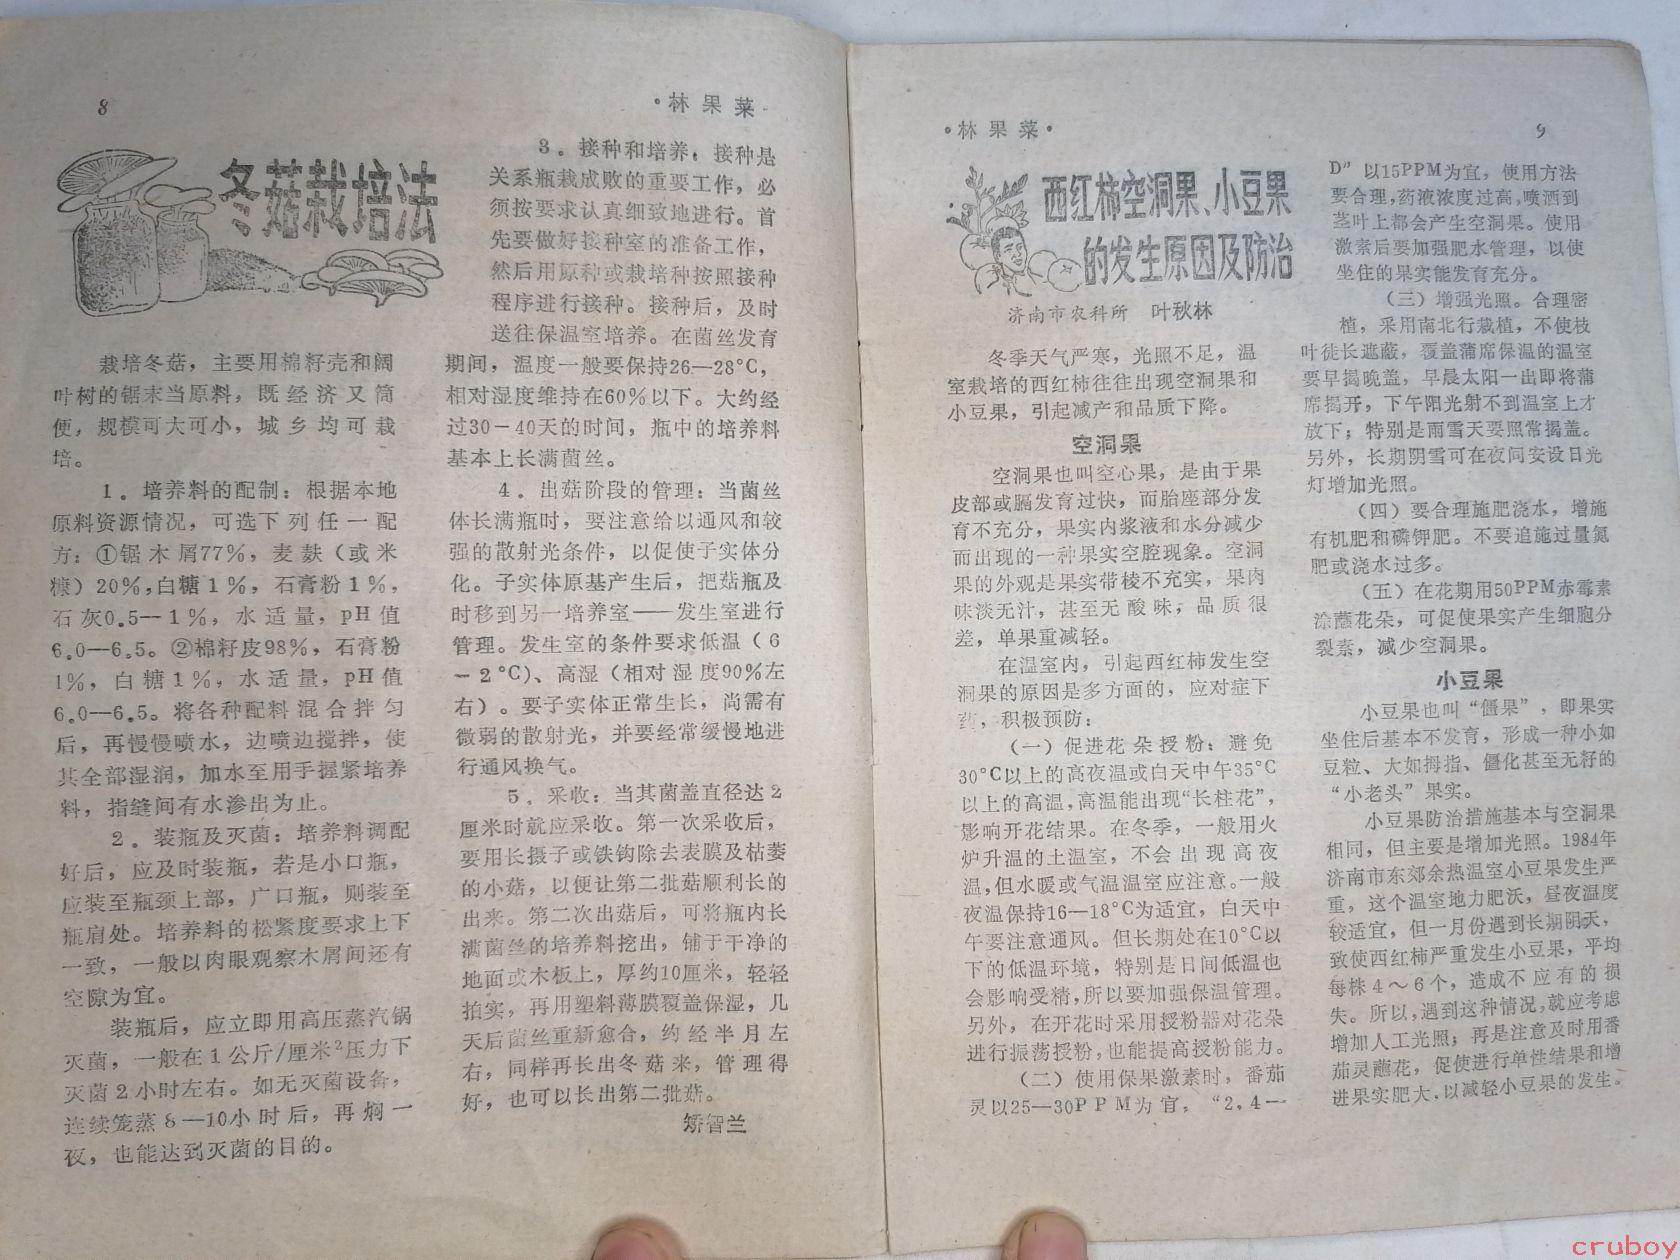 8
·林果菜·
冬菇栽培法
栽培冬菇，主要用棉籽壳和阔
叶树的锯末当原料，既经济又简
便，规模可大可小，城乡均可栽
培。
1．培养料的配制：根据本地
原料资源情况，可选下列任一配
方：①锯木屑77％，麦麸（或米
糠）20％，白糖1％，石膏粉1％，
石灰0.5—1％，水适量，pH值
6.0—6.5。②棉籽皮98％，石膏粉
1％，白糖1％，水适量，pH值
6.0—6.5。将各种配料混合拌匀
后，再慢慢喷水，边喷边搅拌，使
其全部湿润，加水至用手握紧培养
料，指缝间有水渗出为止。
2．装瓶及灭菌：培养料调配
好后，应及时装瓶，若是小口瓶，
应装至瓶颈上部，广口瓶，则装至
瓶肩处。培养料的松紧度要求上下
一致，一般以肉眼观察木屑间还有
空隙为宜。
装瓶后，应立即用高压蒸汽锅
灭菌，一般在1公斤/厘米²压力下
灭菌2小时左右。如无灭菌设备，
连续笼蒸8—10小时后，再焖一
夜，也能达到灭菌的目的。
3．接种和培养：接种是
关系瓶栽成败的重要工作，必
须按要求认真细致地进行。首
先要做好接种室的准备工作，
然后用原种或栽培种按照接种
程序进行接种。接种后，及时
送往保温室培养。在菌丝发育
期间，温度一般要保持26—28℃，
相对湿度维持在60％以下。大约经
过30－40天的时间，瓶中的培养料
基本上长满菌丝。
4．出菇阶段的管理：当菌丝
体长满瓶时，要注意给以通风和较
强的散射光条件，以促使子实体分
化。子实体原基产生后，把菇瓶及
时移到另一培养室——发生室进行
管理。发生室的条件要求低温（6
－2℃）、高湿（相对湿度90％左
右）。要子实体正常生长，尚需有
微弱的散射光，并要经常缓慢地进
行通风换气。
5．采收：当其菌盖直径达2
厘米时就应采收。第一次采收后，
要用长摄子或铁钩除去表膜及枯萎
的小菇，以便让第二批菇顺利长的
出来。第二次出菇后，可将瓶内长
满菌丝的培养料挖出，铺于干净的
地面或木板上，厚约10厘米，轻轻
拍实，再用塑料薄膜覆盖保湿，几
天后菌丝重新愈合，约经半月左
右，同样再长出冬菇来，管理得
好，也可以长出第二批菇。
矫智兰
·林果菜·
9
西红柿空洞果、小豆果
的发生原因及防治
济南市农科所　叶秋林
冬季天气严寒，光照不足，温
室栽培的西红柿往往出现空洞果和
小豆果，引起减产和品质下降。
空洞果
空洞果也叫空心果，是由于果
皮部或膈发育过快，而胎座部分发
育不充分，果实内浆液和水分减少
而出现的一种果实空腔现象。空洞
果的外观是果实带棱不充实，果肉
味淡无汁，甚至无酸味，品质很
差，单果重减轻。
在温室内，引起西红柿发生空
洞果的原因是多方面的，应对症下
药，积极预防：
（一）促进花朵授粉：避免
30℃以上的高夜温或白天中午35℃
以上的高温，高温能出现“长柱花”，
影响开花结果。在冬季，一般用火
炉升温的土温室，不会出现高夜
温，但水暖或气温温室应注意。一般
夜温保持16—18℃为适宜，白天中
午要注意通风。但长期处在10℃以
下的低温环境，特别是日间低温也
会影响受精，所以要加强保温管理。
另外，在开花时采用授粉器对花朵
进行振荡授粉，也能提高授粉能力。
（二）使用保果激素时，番茄
灵以25—30PPM为宜，“2.4—
D”以15PPM为宜，使用方法
要合理，药液浓度过高，喷洒到
茎叶上都会产生空洞果。使用
激素后要加强肥水管理，以使
坐住的果实能发育充分。
（三）增强光照。合理密
植，采用南北行栽植，不使枝
叶徒长遮蔽，覆盖蒲席保温的温室
要早揭晚盖，早晨太阳一出即将蒲
席揭开，下午阳光射不到温室上才
放下；特别是雨雪天要照常揭盖。
另外，长期阴雪可在夜间安设日光
灯增加光照。
（四）要合理施肥浇水，增施
有机肥和磷钾肥。不要追施过量氮
肥或浇水过多。
（五）在花期用50PPM赤霉素
涂蘸花朵，可促使果实产生细胞分
裂素，减少空洞果。
小豆果
小豆果也叫“僵果”，即果实
坐住后基本不发育，形成一种小如
豆粒、大如拇指、僵化甚至无籽的
“小老头”果实。
小豆果防治措施基本与空洞果
相同，但主要是增加光照。1984年
济南市东郊余热温室小豆果发生严
重，这个温室地力肥沃，昼夜温度
较适宜，但一月份遇到长期阴天，
致使西红柿严重发生小豆果，平均
每株4～6个，造成不应有的损
失。所以，遇到这种情况，就应考虑
增加人工光照；再是注意及时用番
茄灵蘸花，促使进行单性结果和增
进果实肥大，以减轻小豆果的发生。
cruboy